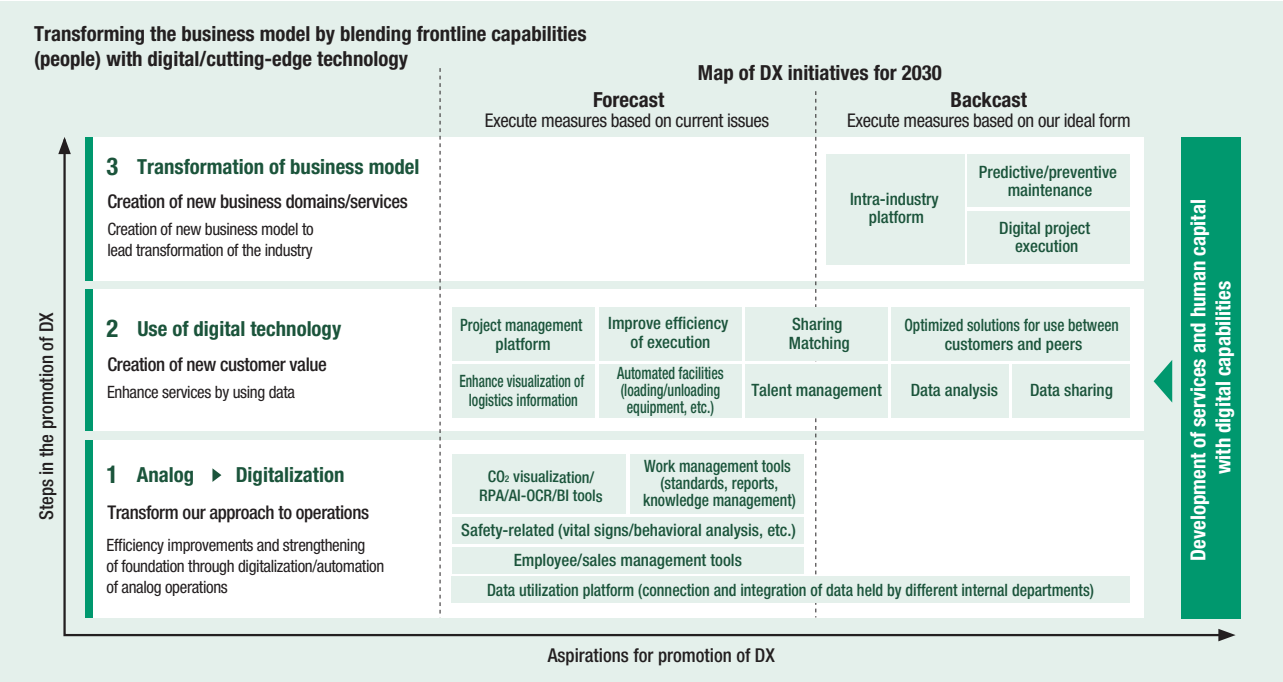 Transforming the business model by blending frontline capabilities
(people) with digital/cutting-edge technology
Map of DX initiatives for 2030
Forecast
Execute measures based on current issues
Backcast
Execute measures based on our ideal form
Steps in the promotion of DX
3 Transformation of business model
Creation of new business domains/services
Creation of new business model to
lead transformation of the industry
Intra-industry
platform
Predictive/preventive
maintenance
Digital project
execution
2 Use of digital technology
Creation of new customer value
Enhance services by using data
Project management
platform
Improve efficiency
of execution
Sharing
Matching
Optimized solutions for use between
customers and peers
Enhance visualization of
logistics information
Automated facilities
(loading/unloading
equipment, etc.)
Talent management
Data analysis
Data sharing
1 Analog ▶ Digitalization
Transform our approach to operations
Efficiency improvements and strengthening
of foundation through digitalization/automation
of analog operations
CO₂ visualization/
RPA/AI-OCR/BI tools
Work management tools
(standards, reports,
knowledge management)
Safety-related (vital signs/behavioral analysis, etc.)
Employee/sales management tools
Data utilization platform (connection and integration of data held by different internal departments)
Development of services and human capital
with digital capabilities
Aspirations for promotion of DX